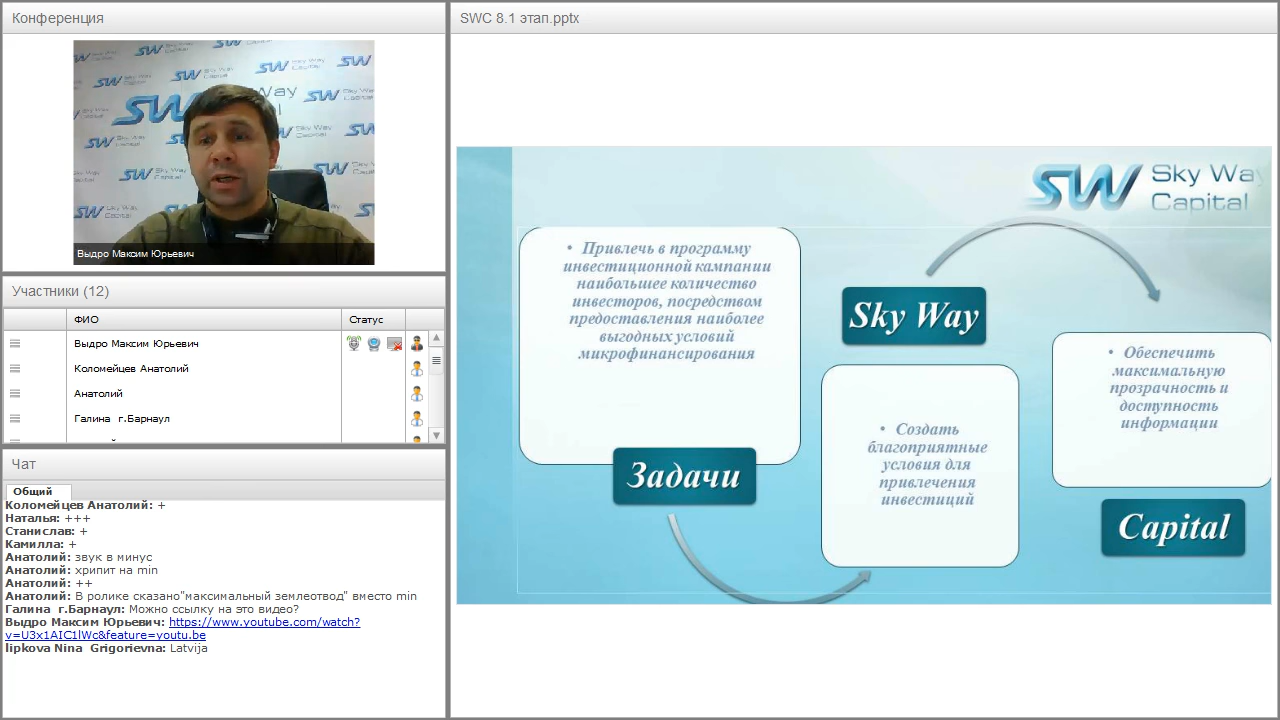 Конференция
Sky Way
Capital
Выдро Максим Юрьевич
Участники (12)
ФИО
Статус
Выдро Максим Юрьевич
Коломейцев Анатолий
Анатолий
Галина г.Барнаул
Чат
Общий
Коломейцев Анатолий: +
Наталья: +++
Станислав: +
Камилла: +
Анатолий: звук в минус
Анатолий: хрипит на min
Анатолий: ++
Анатолий: В ролике сказано"максимальный землеотвод" вместо min
Галина г.Барнаул: Можно ссылку на это видео?
Выдро Максим Юрьевич: https://www.youtube.com/watch?
v=U3x1AIC1lWc&feature=youtu.be
lipkova Nina Grigorievna: Latvija
SWC 8.1 этап.pptx
SW Sky Way
Capital
• Привлечь в программу
инвестиционной кампании
наибольшее количество
инвесторов, посредством
предоставления наиболее
выгодных условий
микрофинансирования
Задачи
Sky Way
• Создать
благоприятные
условия для
привлечения
инвестиций
• Обеспечить
максимальную
прозрачность и
доступность
информации
Capital